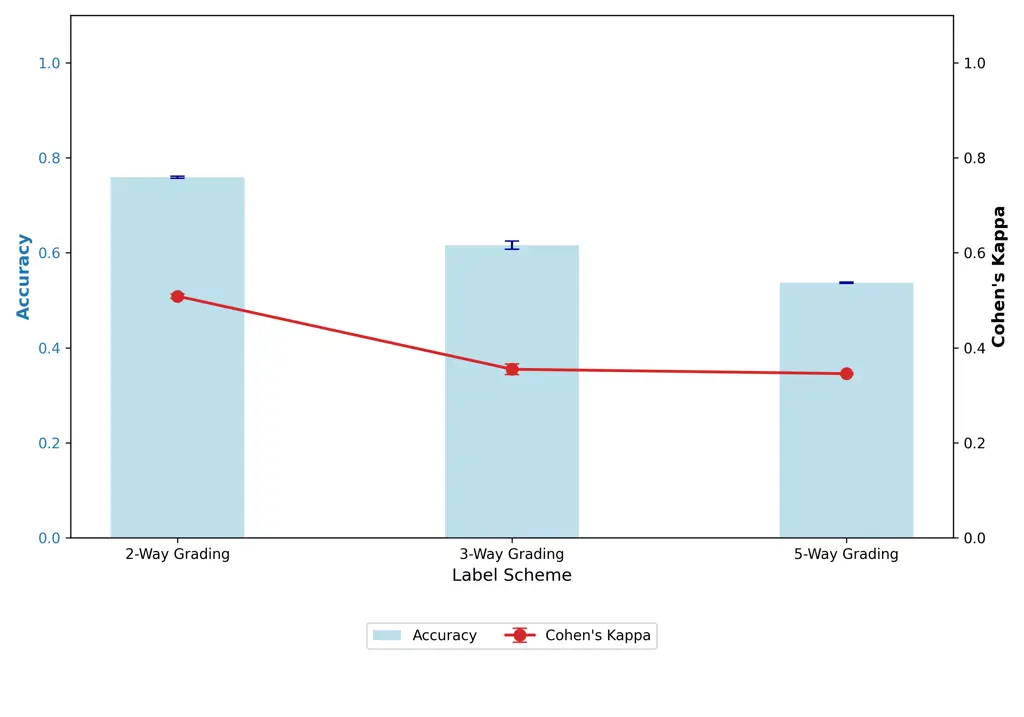 1.0
0.8
0.6
0.4
0.2
0.0
Accuracy
1.0
0.8
0.6
0.4
0.2
0.0
Cohen's Kappa
2-Way Grading
3-Way Grading
5-Way Grading
Label Scheme
Accuracy
Cohen's Kappa